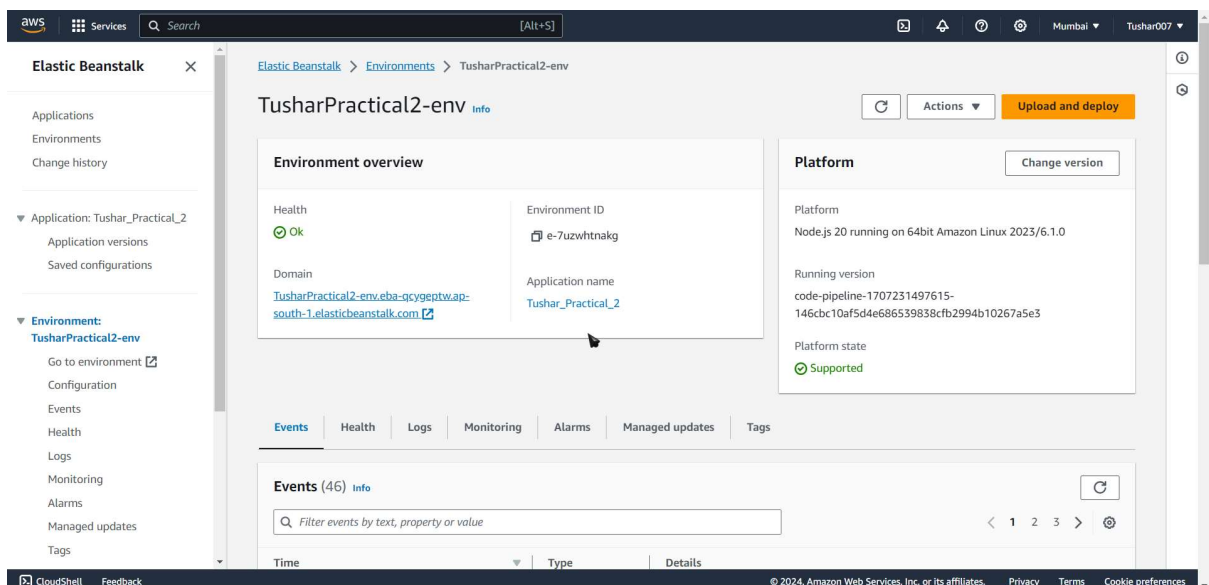 aws
Services
Search
[Alt+S]
Mumbai ▼
Tushar007 ▼
Elastic Beanstalk
Applications
Environments
Change history
Application: Tushar_Practical_2
Application versions
Saved configurations
Environment:
TusharPractical2-env
Go to environment
Configuration
Events
Health
Logs
Monitoring
Alarms
Managed updates
Tags
Elastic Beanstalk > Environments > TusharPractical2-env
TusharPractical2-env Info
Actions ▼
Upload and deploy
Environment overview
Health
Ok
Domain
TusharPractical2-env.eba-qcygeptw.ap-
south-1.elasticbeanstalk.com
Environment ID
e-7uzwhtnakg
Application name
Tushar_Practical_2
Platform
Change version
Platform
Node.js 20 running on 64bit Amazon Linux 2023/6.1.0
Running version
code-pipeline-1707231497615-
146cbc10af5d4e686539838cfb2994b10267a5e3
Platform state
Supported
Events
Health
Logs
Monitoring
Alarms
Managed updates
Tags
Events (46) Info
Filter events by text, property or value
1 2 3
Time
Type
Details
CloudShell
Feedback
© 2024, Amazon Web Services, Inc. or its affiliates.
Privacy
Terms
Cookie preferences